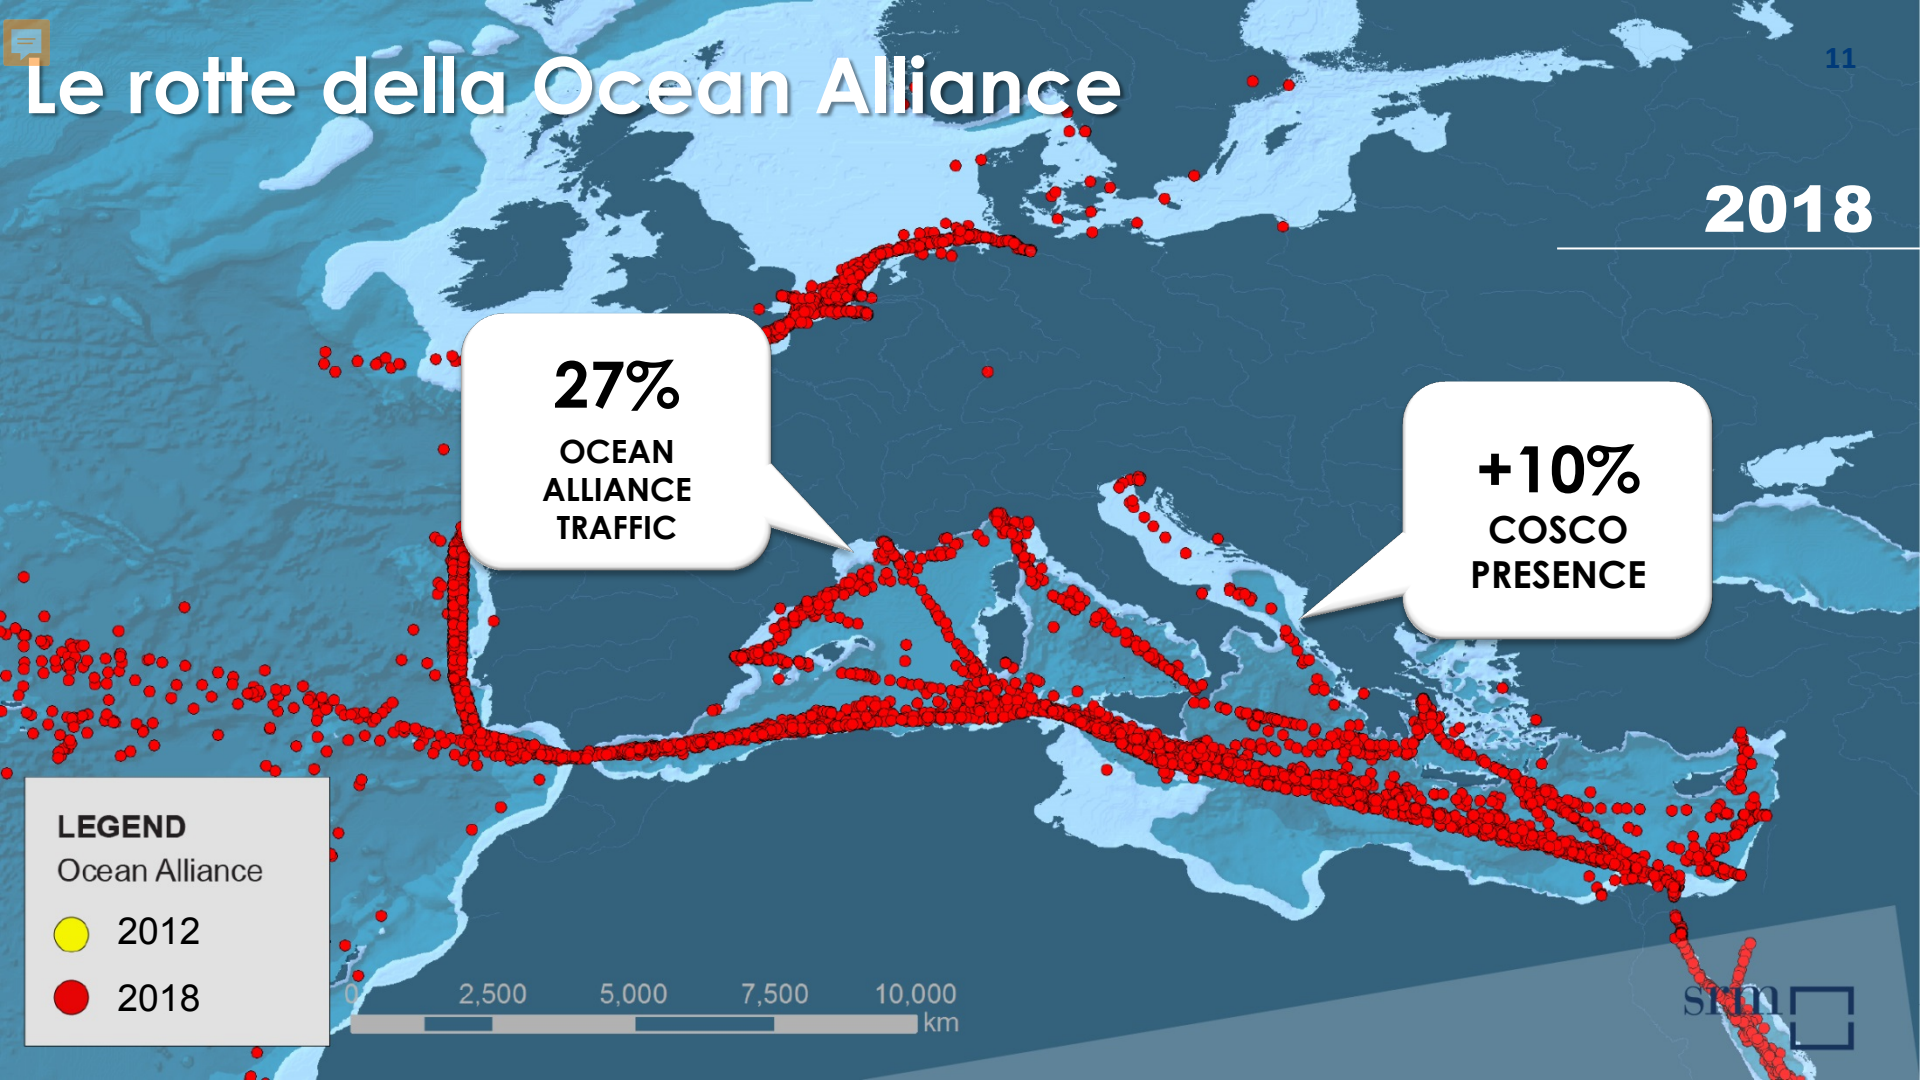 Le rotte della Ocean Alliance
11
2018
27%
OCEAN
ALLIANCE
TRAFFIC
+10%
COSCO
PRESENCE
LEGEND
Ocean Alliance
2012
2018
0 2,500 5,000 7,500 10,000
km
srm